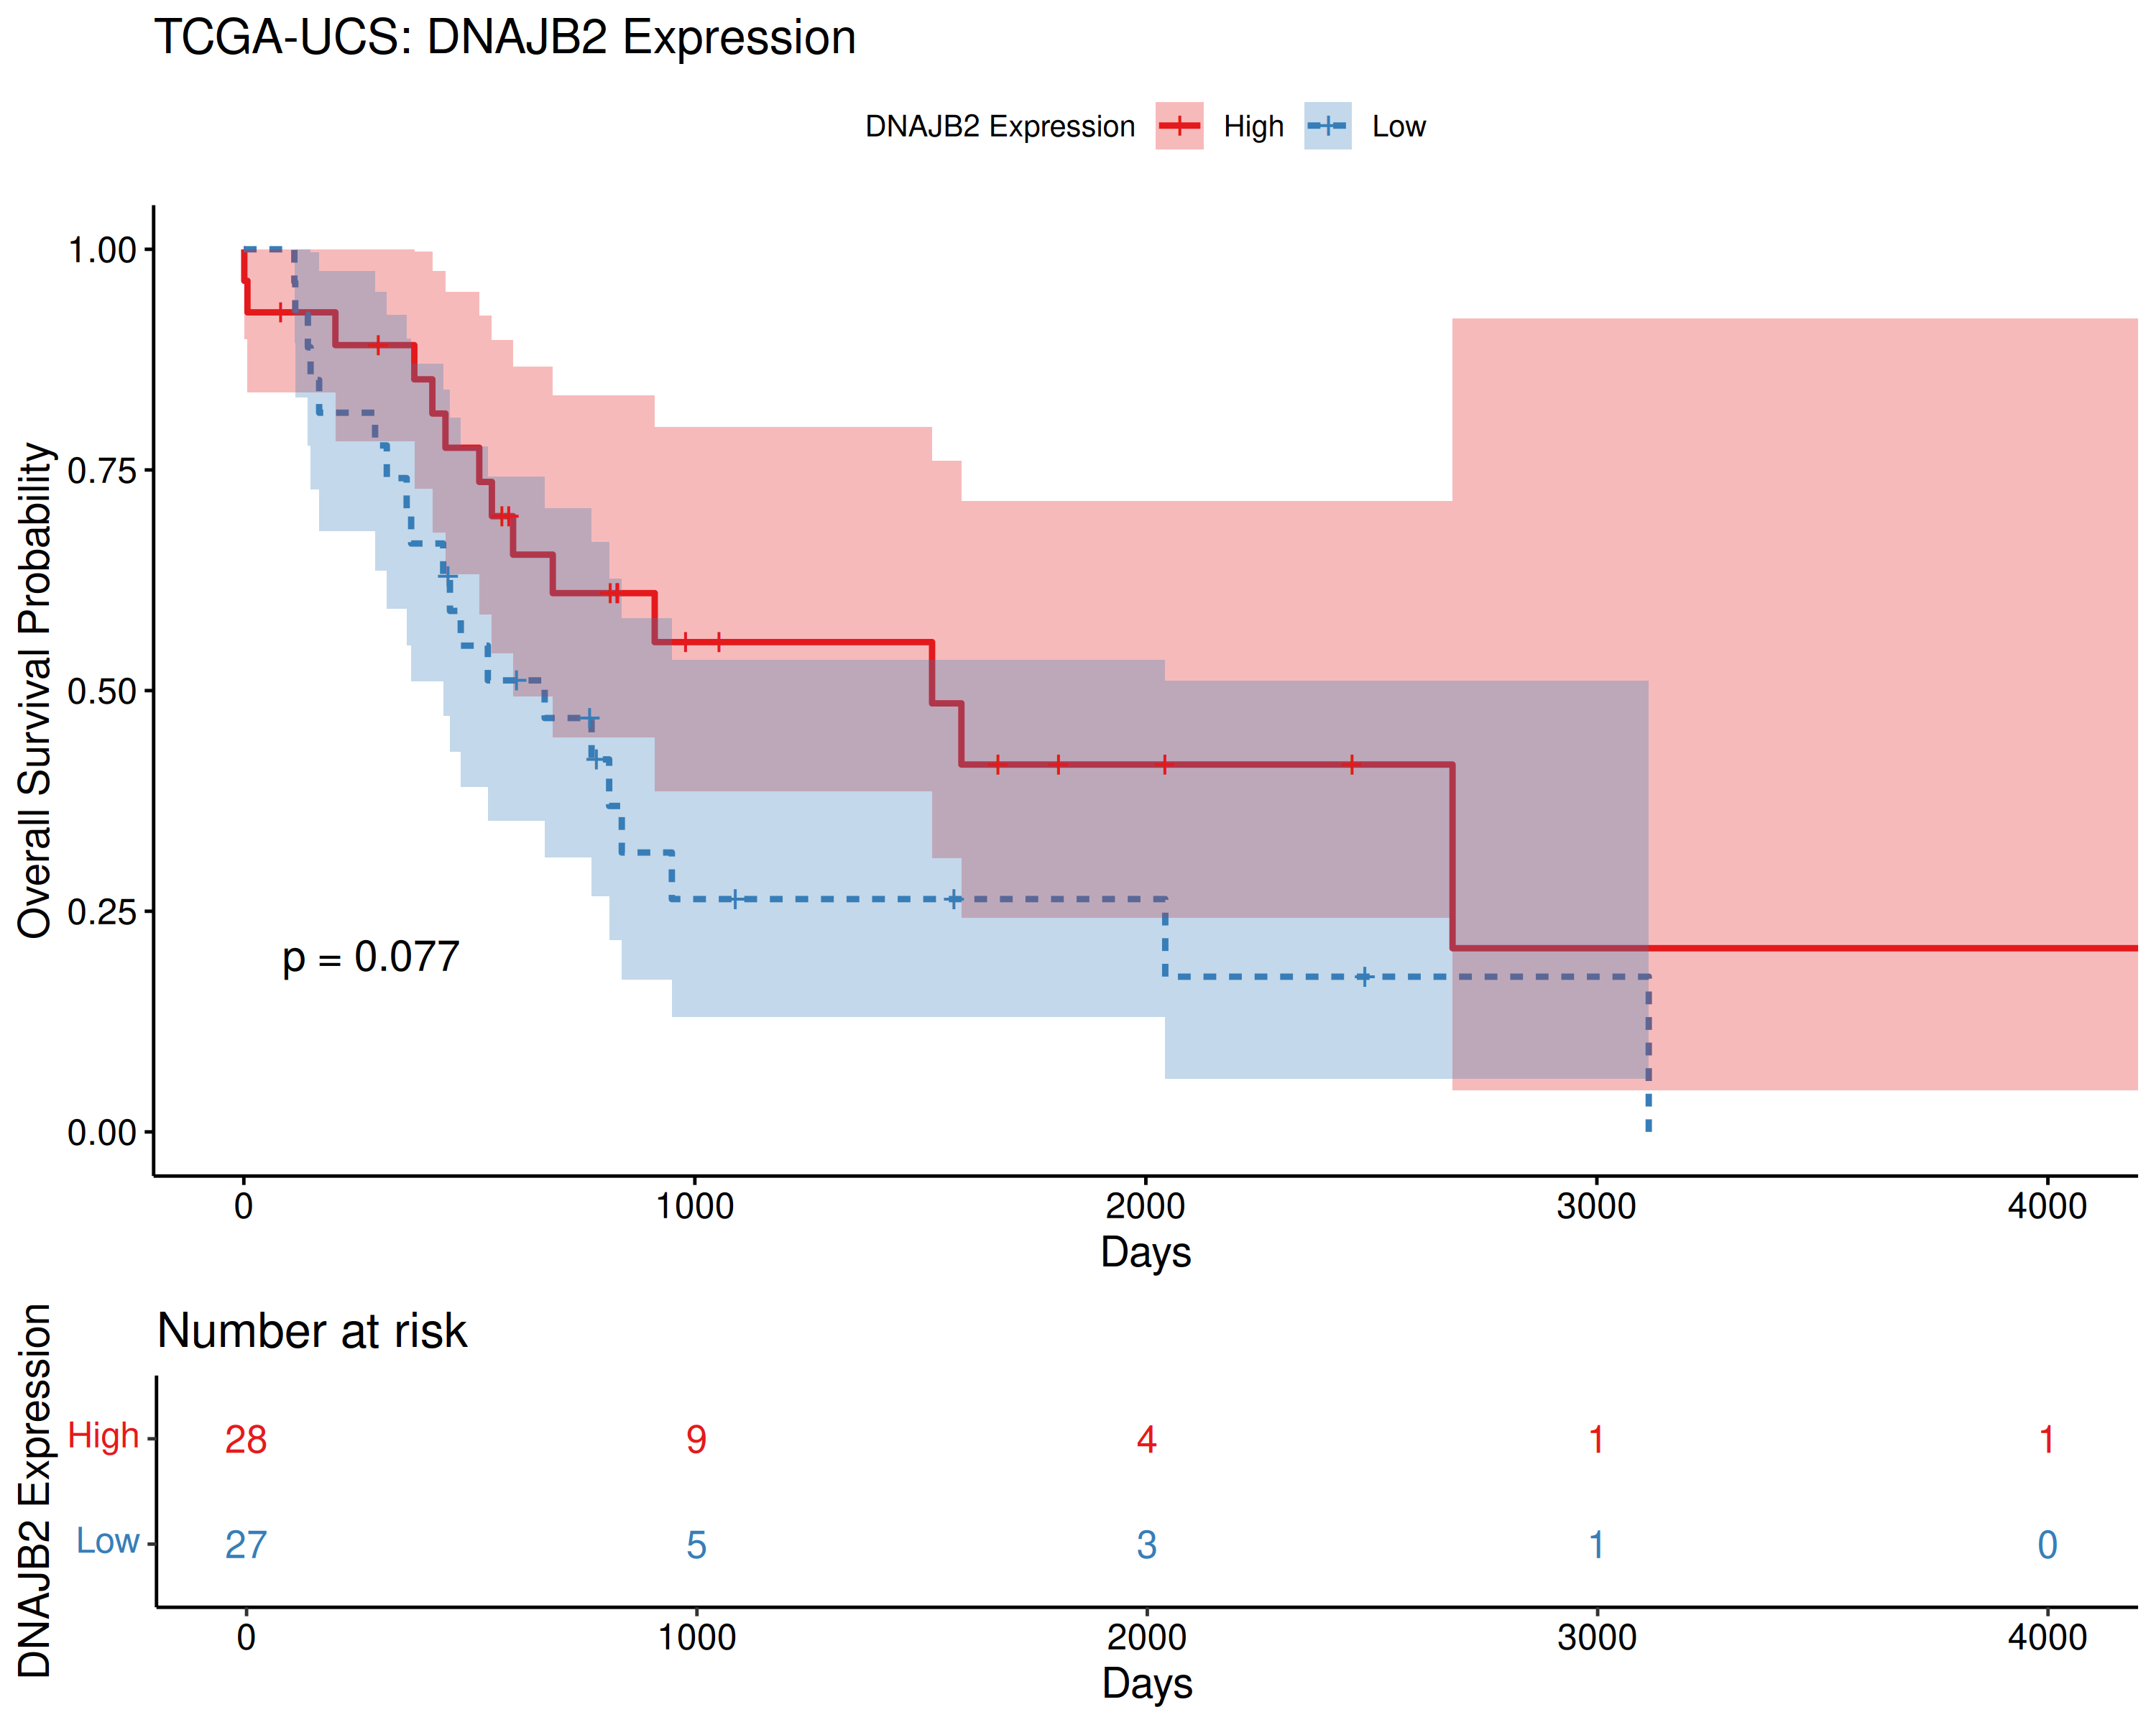 TCGA-UCS: DNAJB2 Expression
DNAJB2 Expression High Low
Overall Survival Probability
1.00
0.75
0.50
0.25
0.00
p = 0.077
0 1000 2000 3000 4000
Days
Number at risk
DNAJB2 Expression
High 28 9 4 1 1
Low 27 5 3 1 0
0 1000 2000 3000 4000
Days